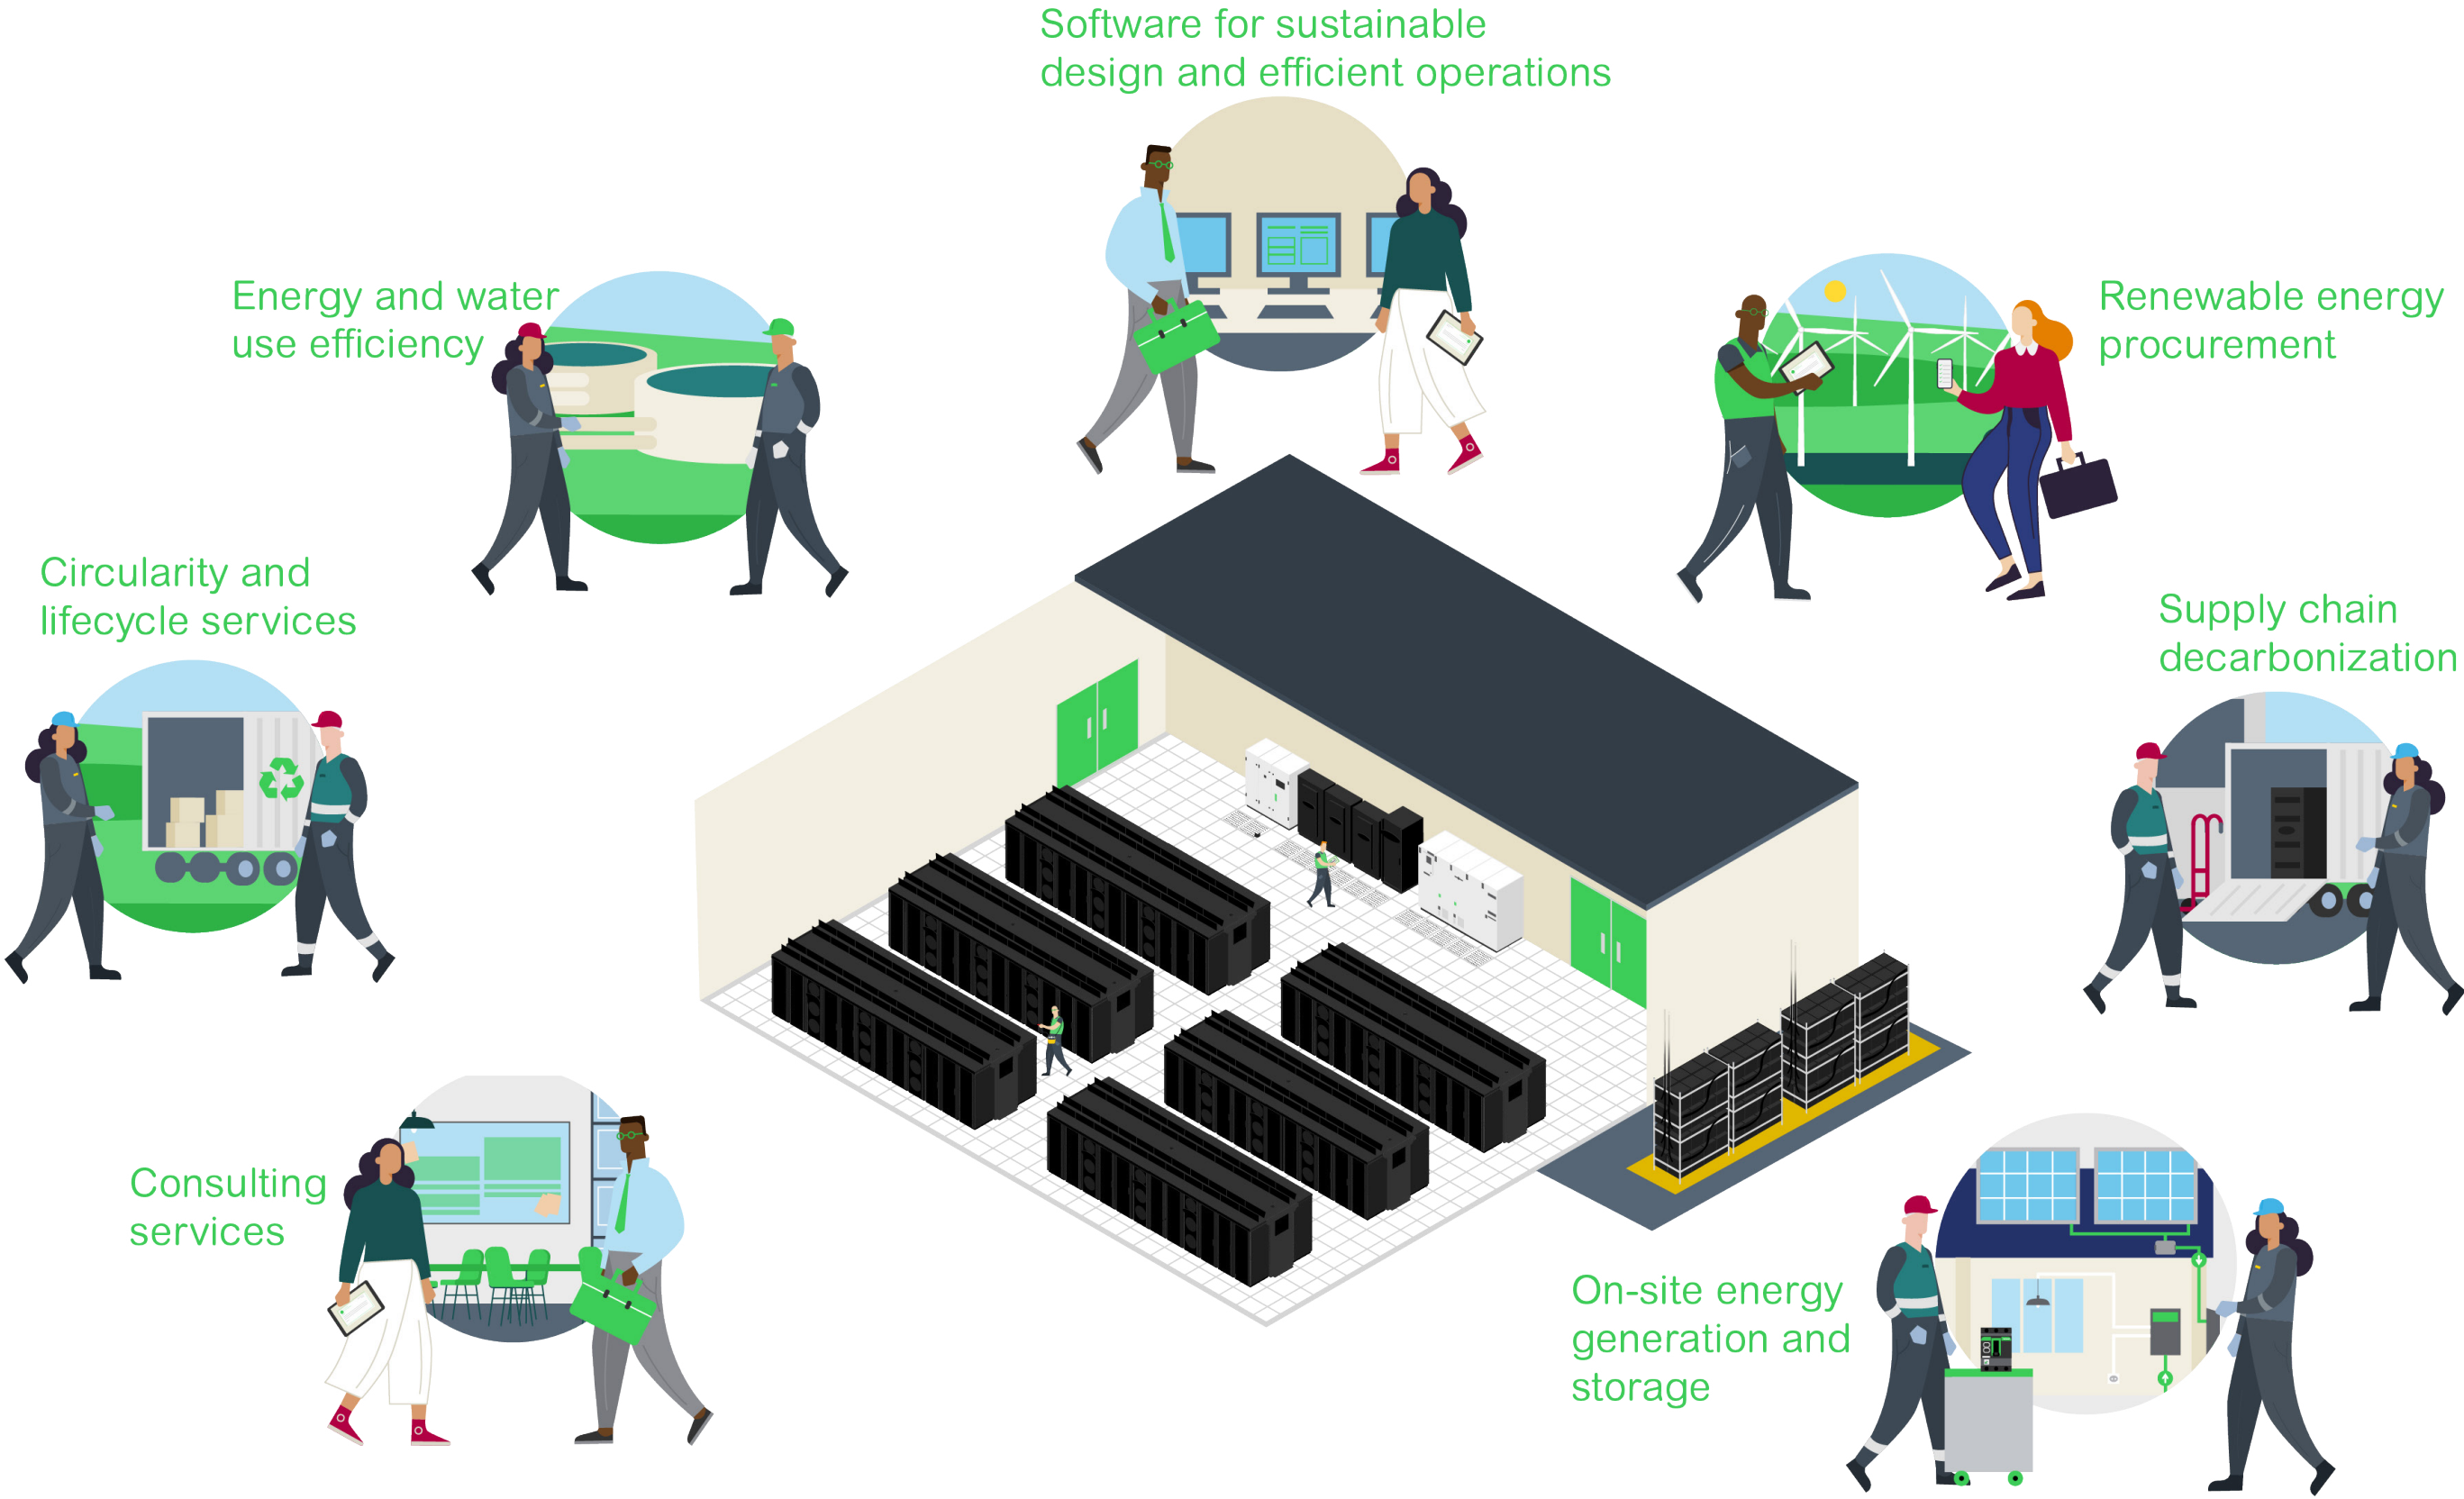 Software for sustainable
design and efficient operations
Energy and water
use efficiency
Renewable energy
procurement
Circularity and
lifecycle services
Supply chain
decarbonization
Consulting
services
On-site energy
generation and
storage